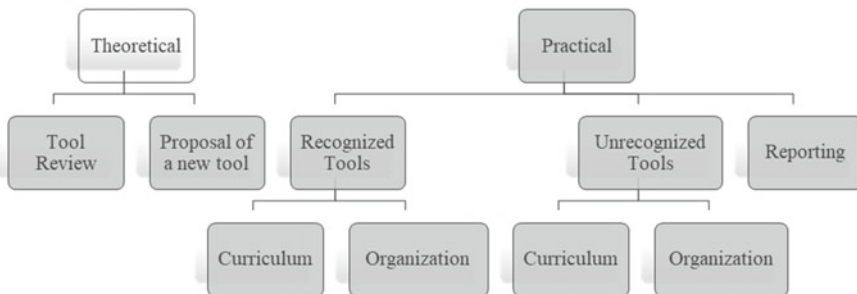 Theoretical
Practical
Tool
Review
Proposal of
a new tool
Recognized
Tools
Unrecognized
Tools
Reporting
Curriculum
Organization
Curriculum
Organization